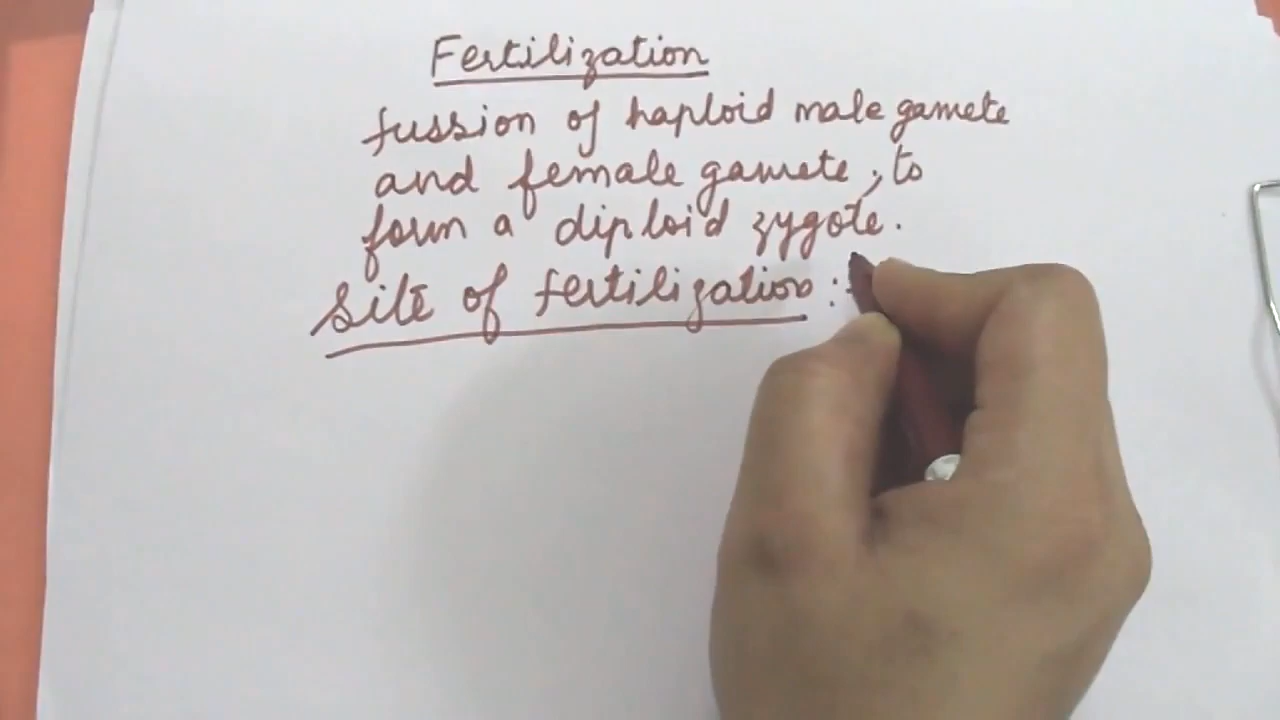 Fertilization
fussion of haploid male gamete
and female gamete, to
form a diploid zygote.
Site of fertilization :-